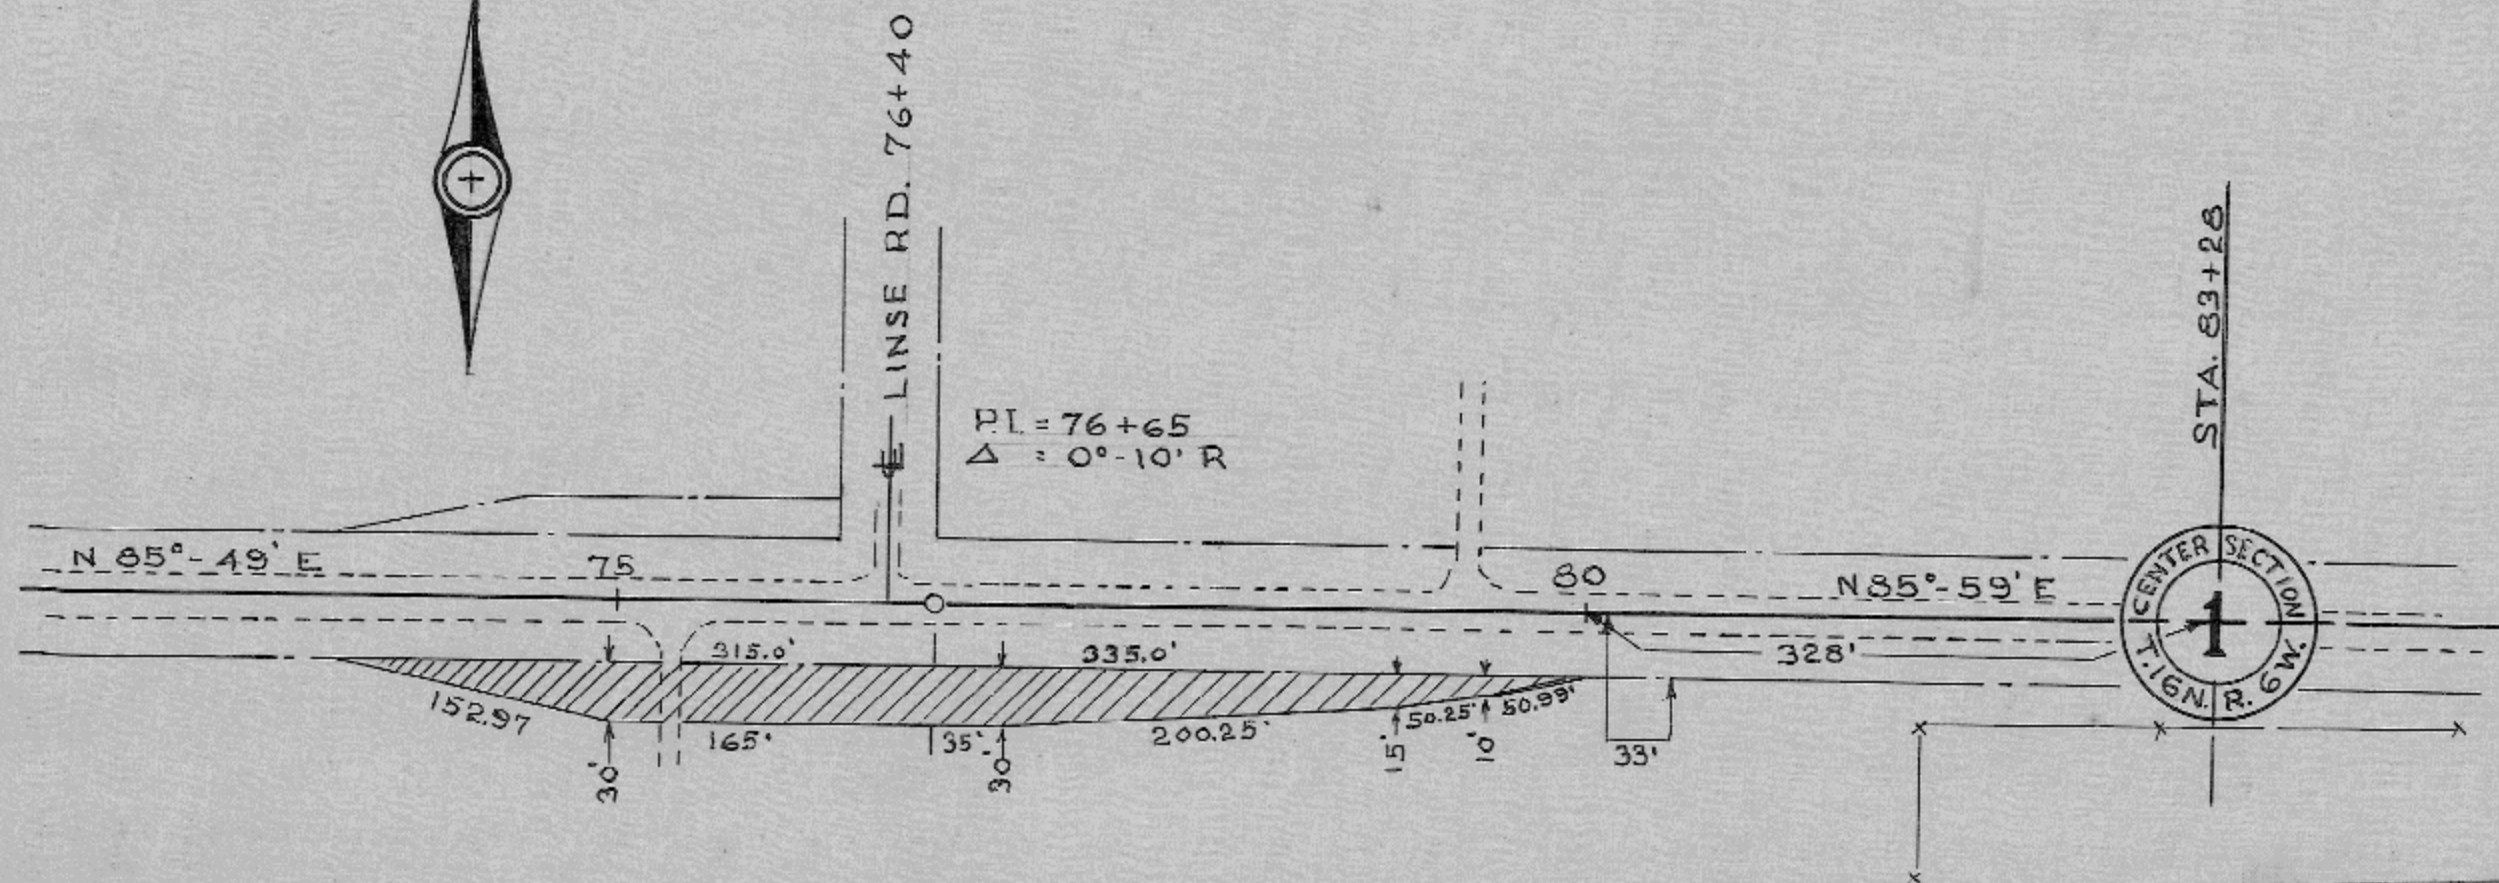 LINSE RD. 76+40
STA. 83+28
P.I. = 76+65
Δ = 0°-10' R
N 85°-49' E
75
80
N 85°-59' E
CENTER SECTION
1
T.16N. R. 6W.
315.0'
335.0'
328'
152.97
165'
35'
200.25'
50.25'
50.99'
30'
30'
15'
10'
33'